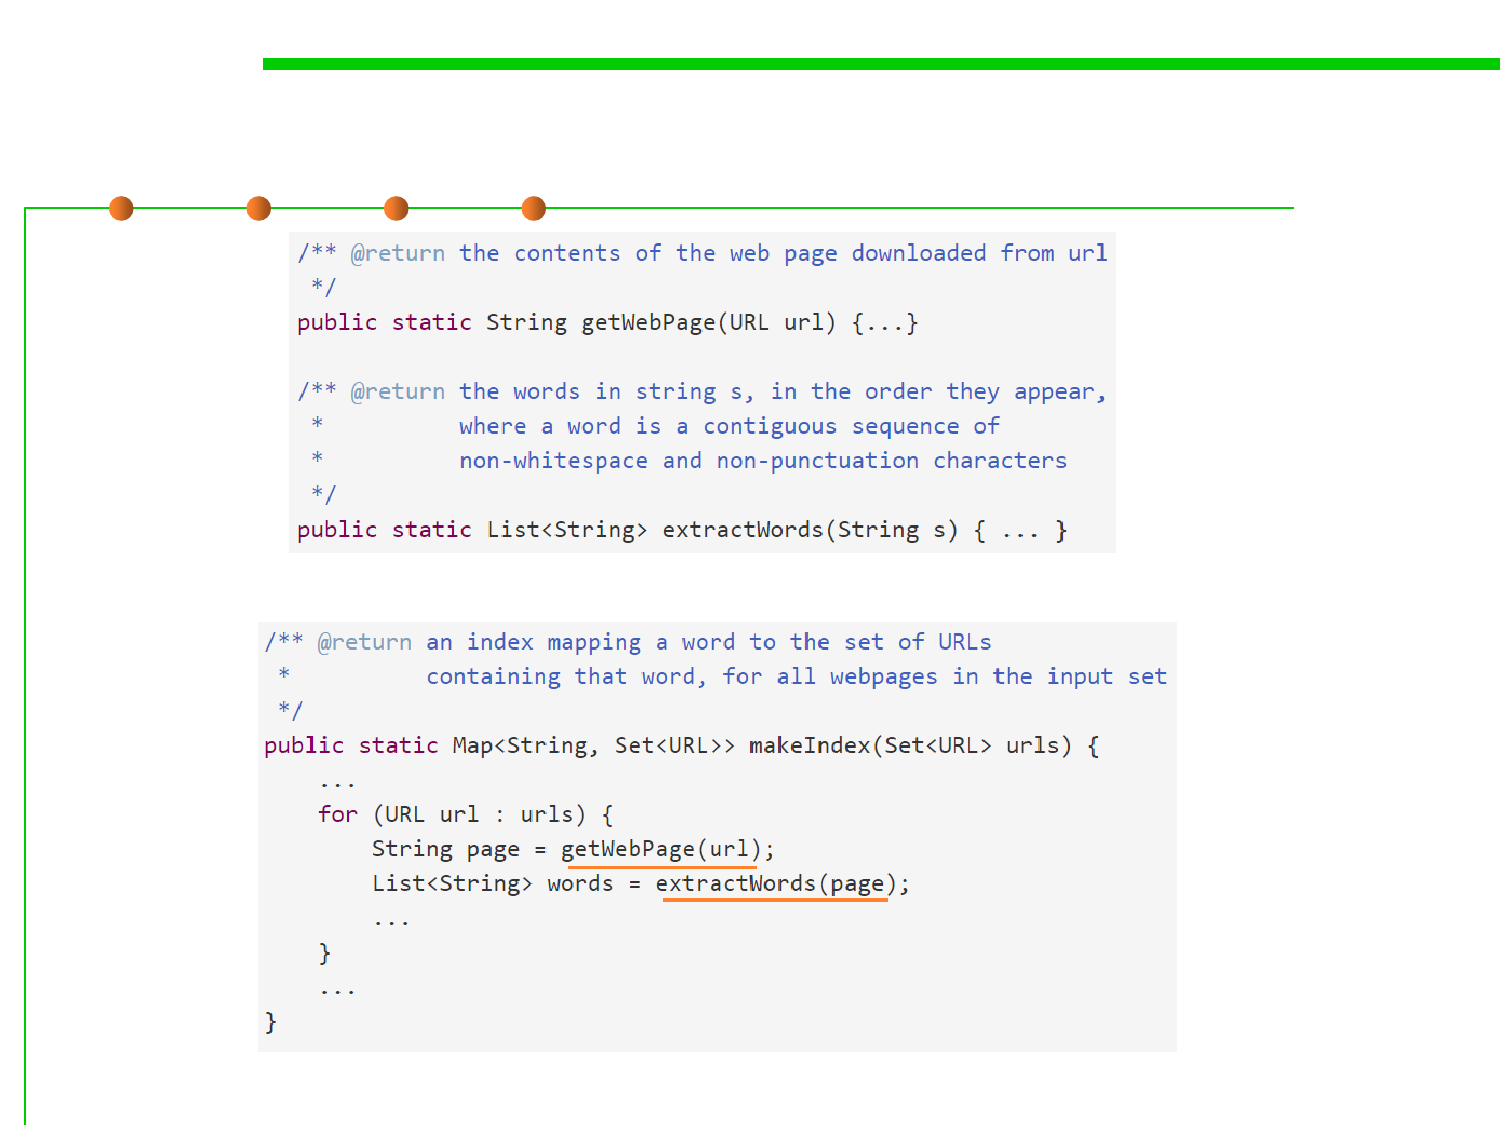 /** @return the contents of the web page downloaded from url
 */
public static String getWebPage(URL url) {...}
/** @return the words in string s, in the order they appear,
 *          where a word is a contiguous sequence of
 *          non-whitespace and non-punctuation characters
 */
public static List<String> extractWords(String s) { ... }
/** @return an index mapping a word to the set of URLs
 *          containing that word, for all webpages in the input set
 */
public static Map<String, Set<URL>> makeIndex(Set<URL> urls) {
    ...
    for (URL url : urls) {
        String page = getWebPage(url);
        List<String> words = extractWords(page);
        ...
    }
    ...
}